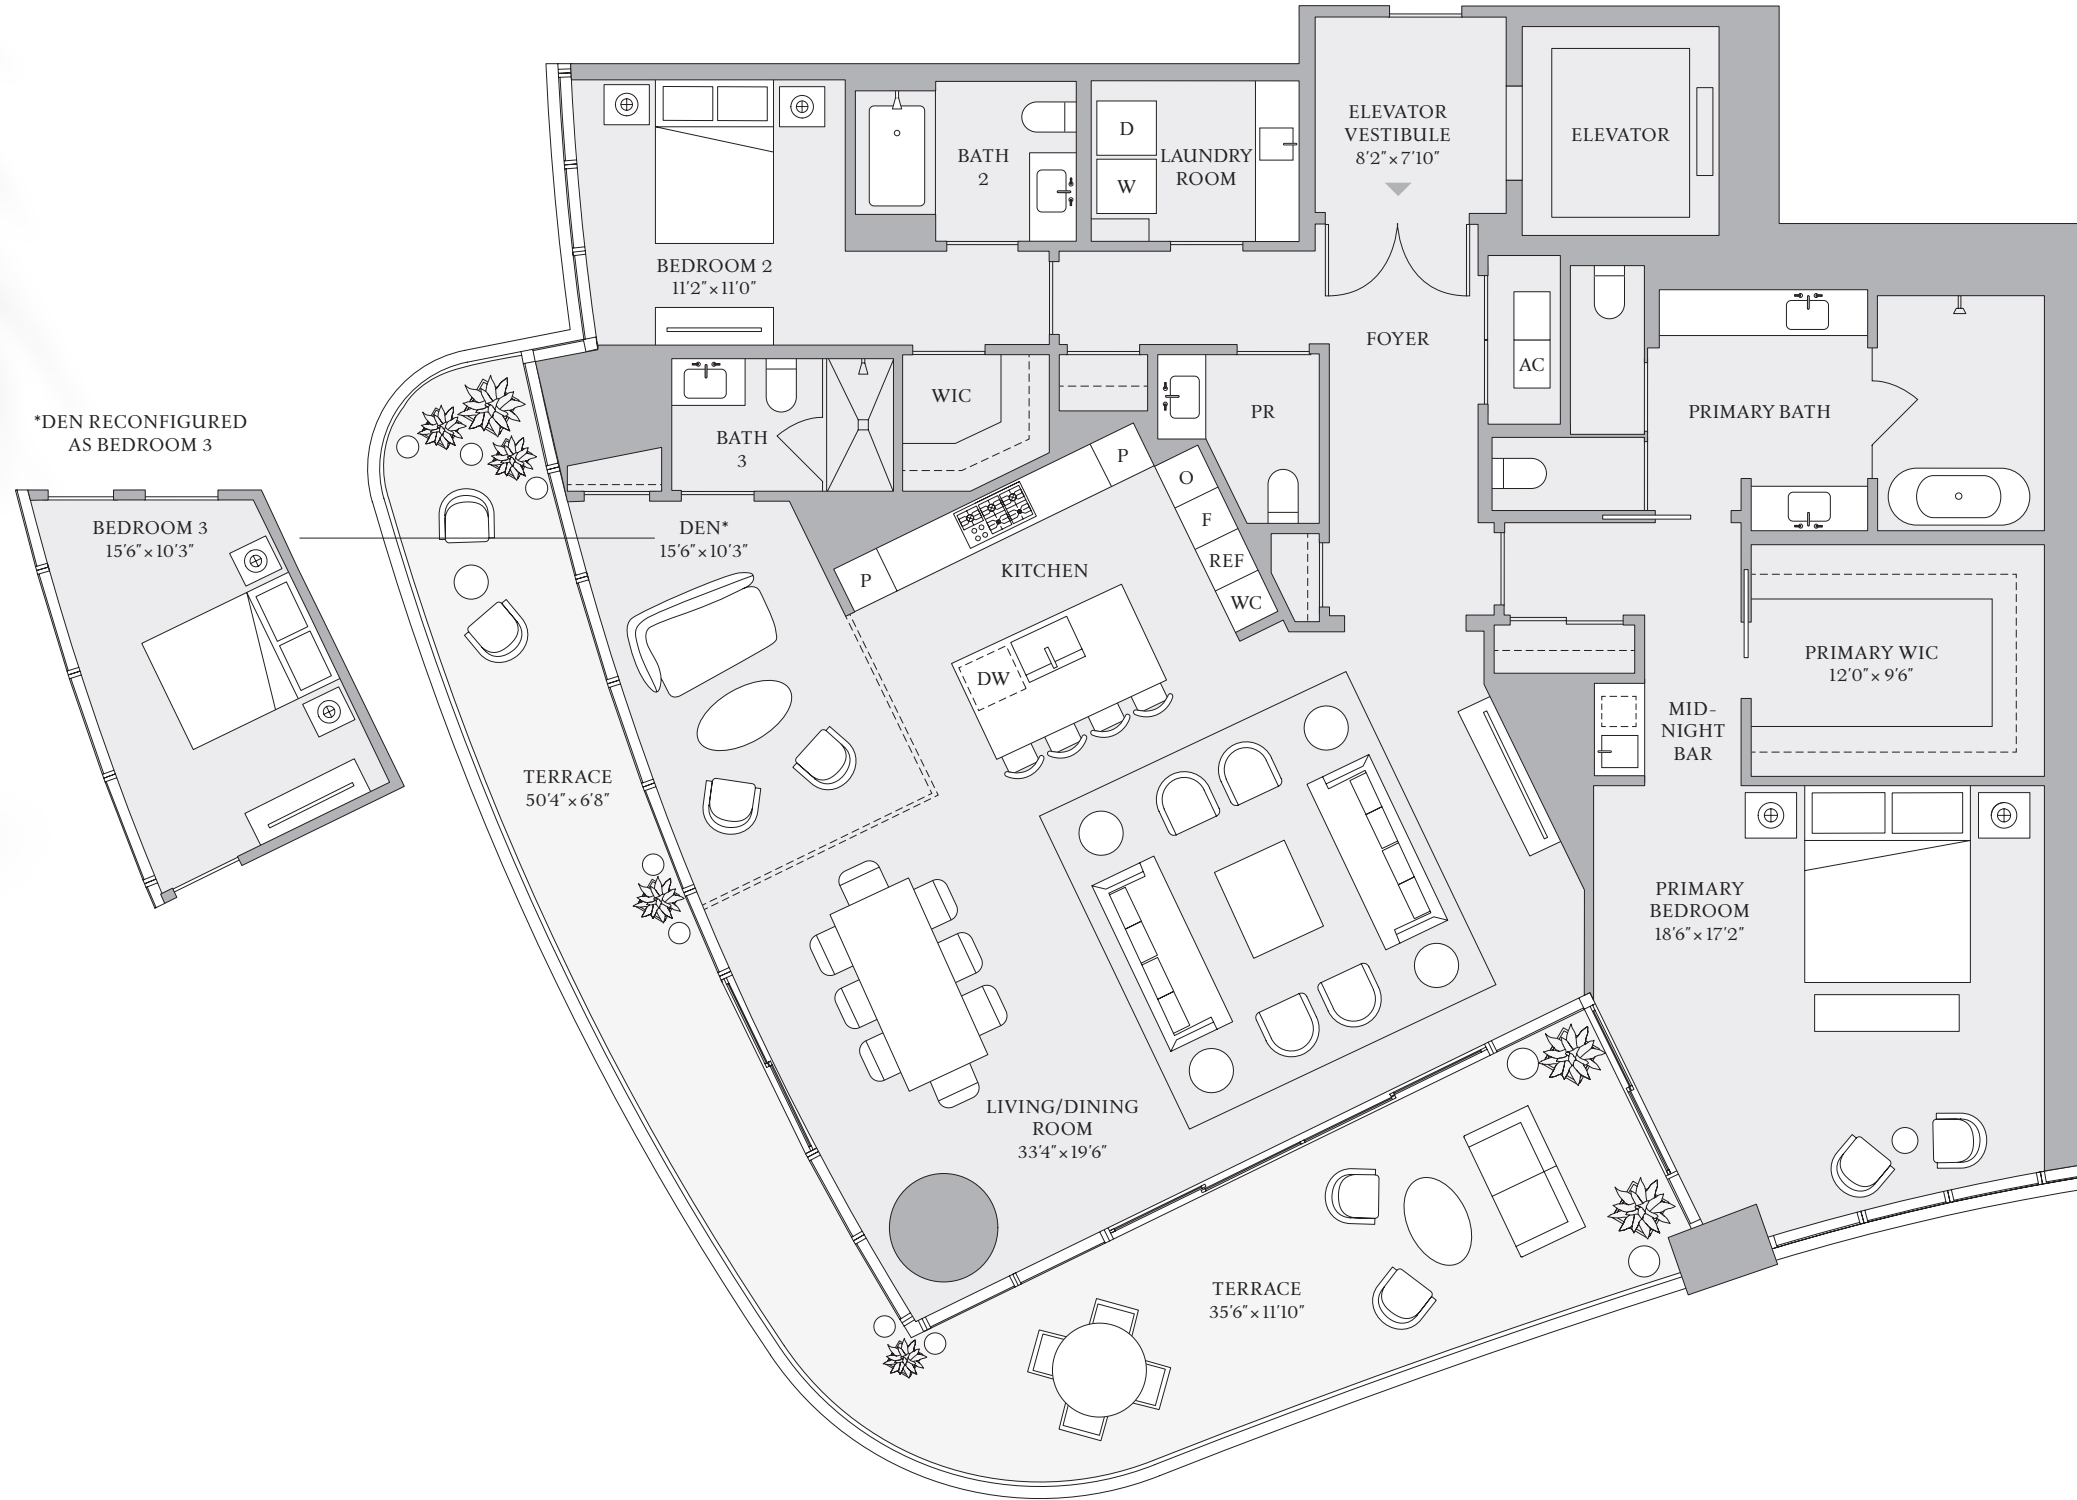 ELEVATOR
VESTIBULE
8'2"×7'10"
ELEVATOR
D
W
LAUNDRY
ROOM
BATH
2
BEDROOM 2
11'2"×11'0"
FOYER
AC
WIC
PR
PRIMARY BATH
BATH
3
*DEN RECONFIGURED
AS BEDROOM 3
BEDROOM 3
15'6"×10'3"
DEN*
15'6"×10'3"
P
P
O
F
REF
WC
KITCHEN
DW
PRIMARY WIC
12'0"×9'6"
MID-
NIGHT
BAR
TERRACE
50'4"×6'8"
PRIMARY
BEDROOM
18'6"×17'2"
LIVING/DINING
ROOM
33'4"×19'6"
TERRACE
35'6"×11'10"